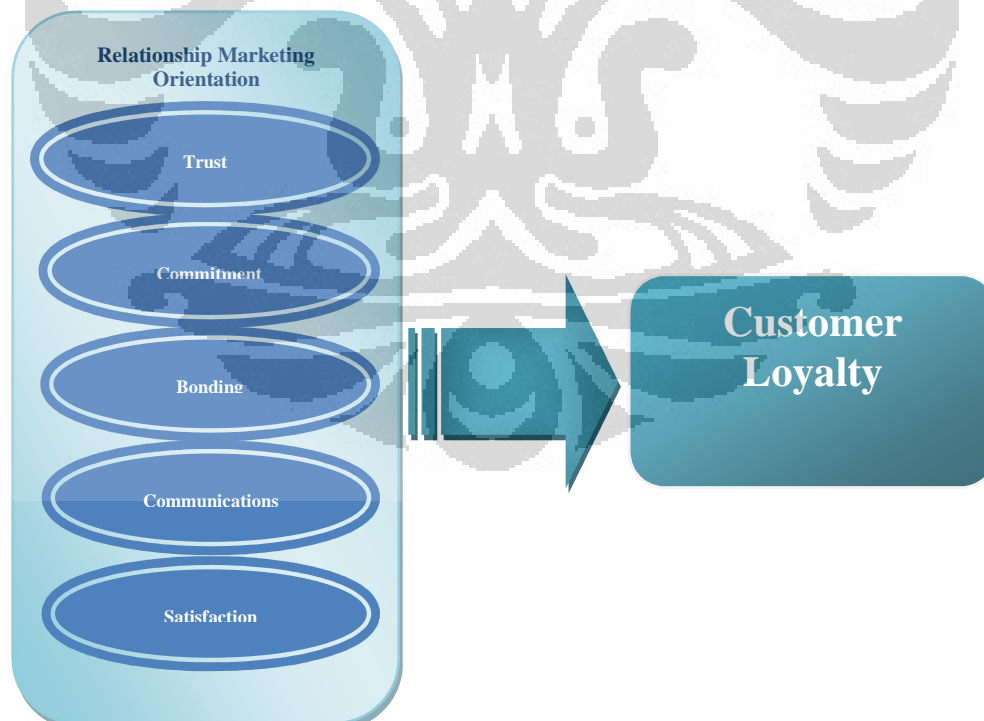 Relationship Marketing
Orientation
Trust
Commitment
Bonding
Communications
Satisfaction
Customer
Loyalty